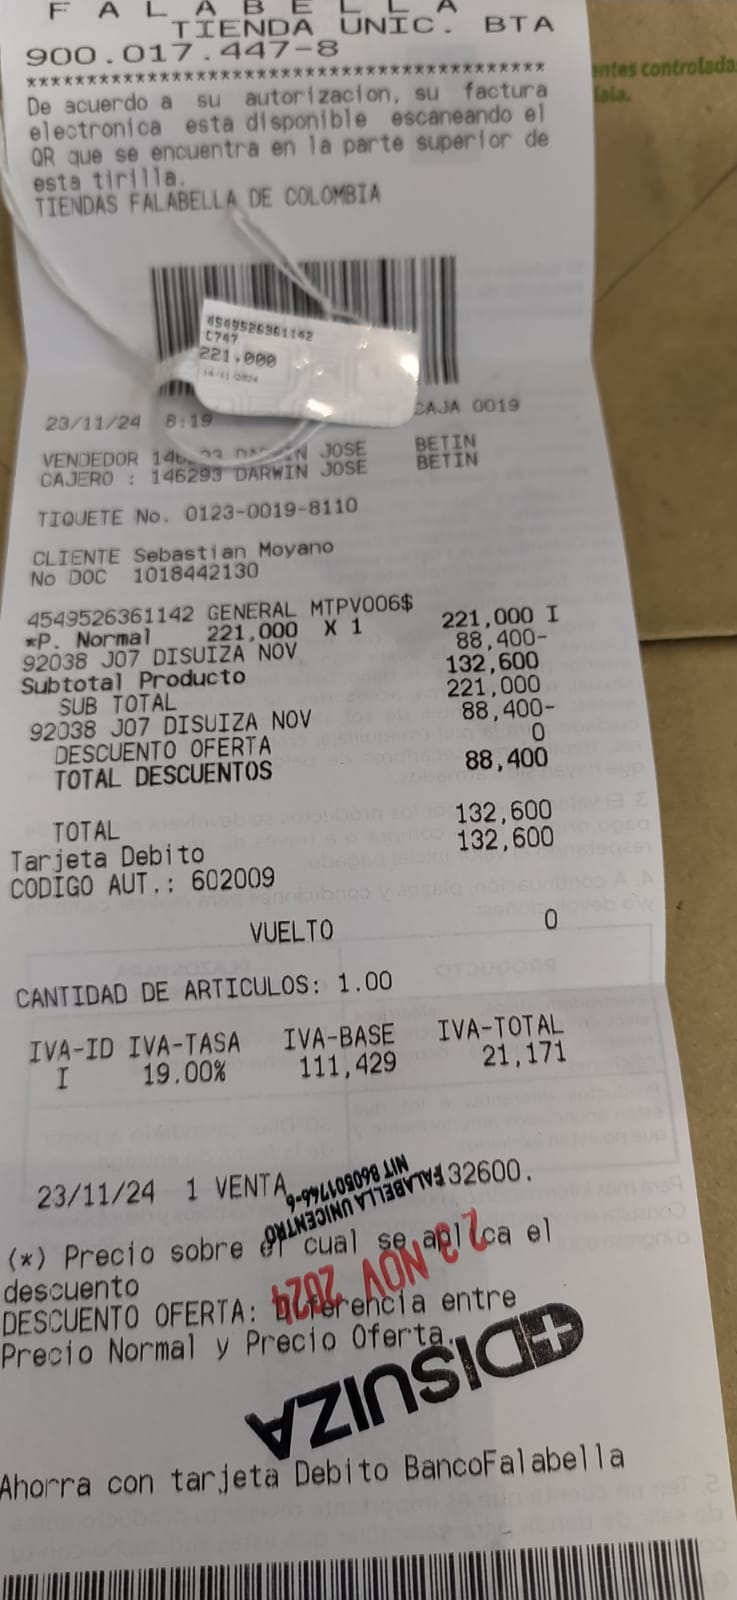 F A L A B E L L A
TIENDA UNIC. BTA
900.017.447-8
****************************************
De acuerdo a su autorizacion, su factura
electronica esta disponible escaneando el
QR que se encuentra en la parte superior de
esta tirilla.
TIENDAS FALABELLA DE COLOMBIA
entes controlada
lala.
4549526361142
C747
221.000
23/11/24 8:19 CAJA 0019
VENDEDOR JOSE BETIN
CAJERO : 146293 DARWIN JOSE BETIN
TIQUETE No. 0123-0019-8110
CLIENTE Sebastian Moyano
No DOC 1018442130
4549526361142 GENERAL MTPV006$ 221,000 I
*P. Normal 221,000 X 1
92038 J07 DISUIZA NOV 88,400-
Subtotal Producto 132,600
SUB TOTAL 221,000
92038 J07 DISUIZA NOV 88,400-
DESCUENTO OFERTA 0
TOTAL DESCUENTOS 88,400
TOTAL 132,600
Tarjeta Debito 132,600
CODIGO AUT.: 602009
VUELTO 0
CANTIDAD DE ARTICULOS: 1.00
IVA-ID IVA-TASA IVA-BASE IVA-TOTAL
I 19.00% 111,429 21,171
23/11/24 1 VENTA 132600.
FALABELLA UNICENTRO
23 NOV 2024
(*) Precio sobre el cual se aplica el
descuento
DESCUENTO OFERTA: Diferencia entre
Precio Normal y Precio Oferta.
DISUIZA
Ahorra con tarjeta Debito BancoFalabella